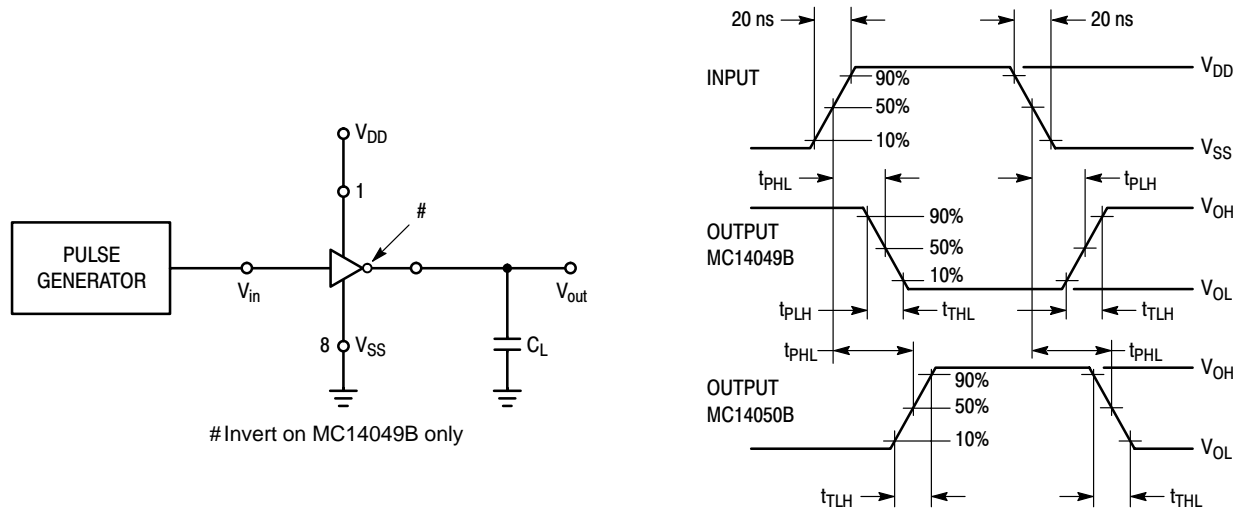 V_DD
1
#
PULSE
GENERATOR
V_in
V_out
8 V_SS
C_L
# Invert on MC14049B only
20 ns 20 ns
INPUT
V_DD
90%
50%
10%
V_SS
t_PHL t_PLH
OUTPUT
MC14049B
V_OH
90%
50%
10%
V_OL
t_PLH t_THL t_TLH
t_PHL t_PHL
OUTPUT
MC14050B
V_OH
90%
50%
10%
V_OL
t_TLH t_THL